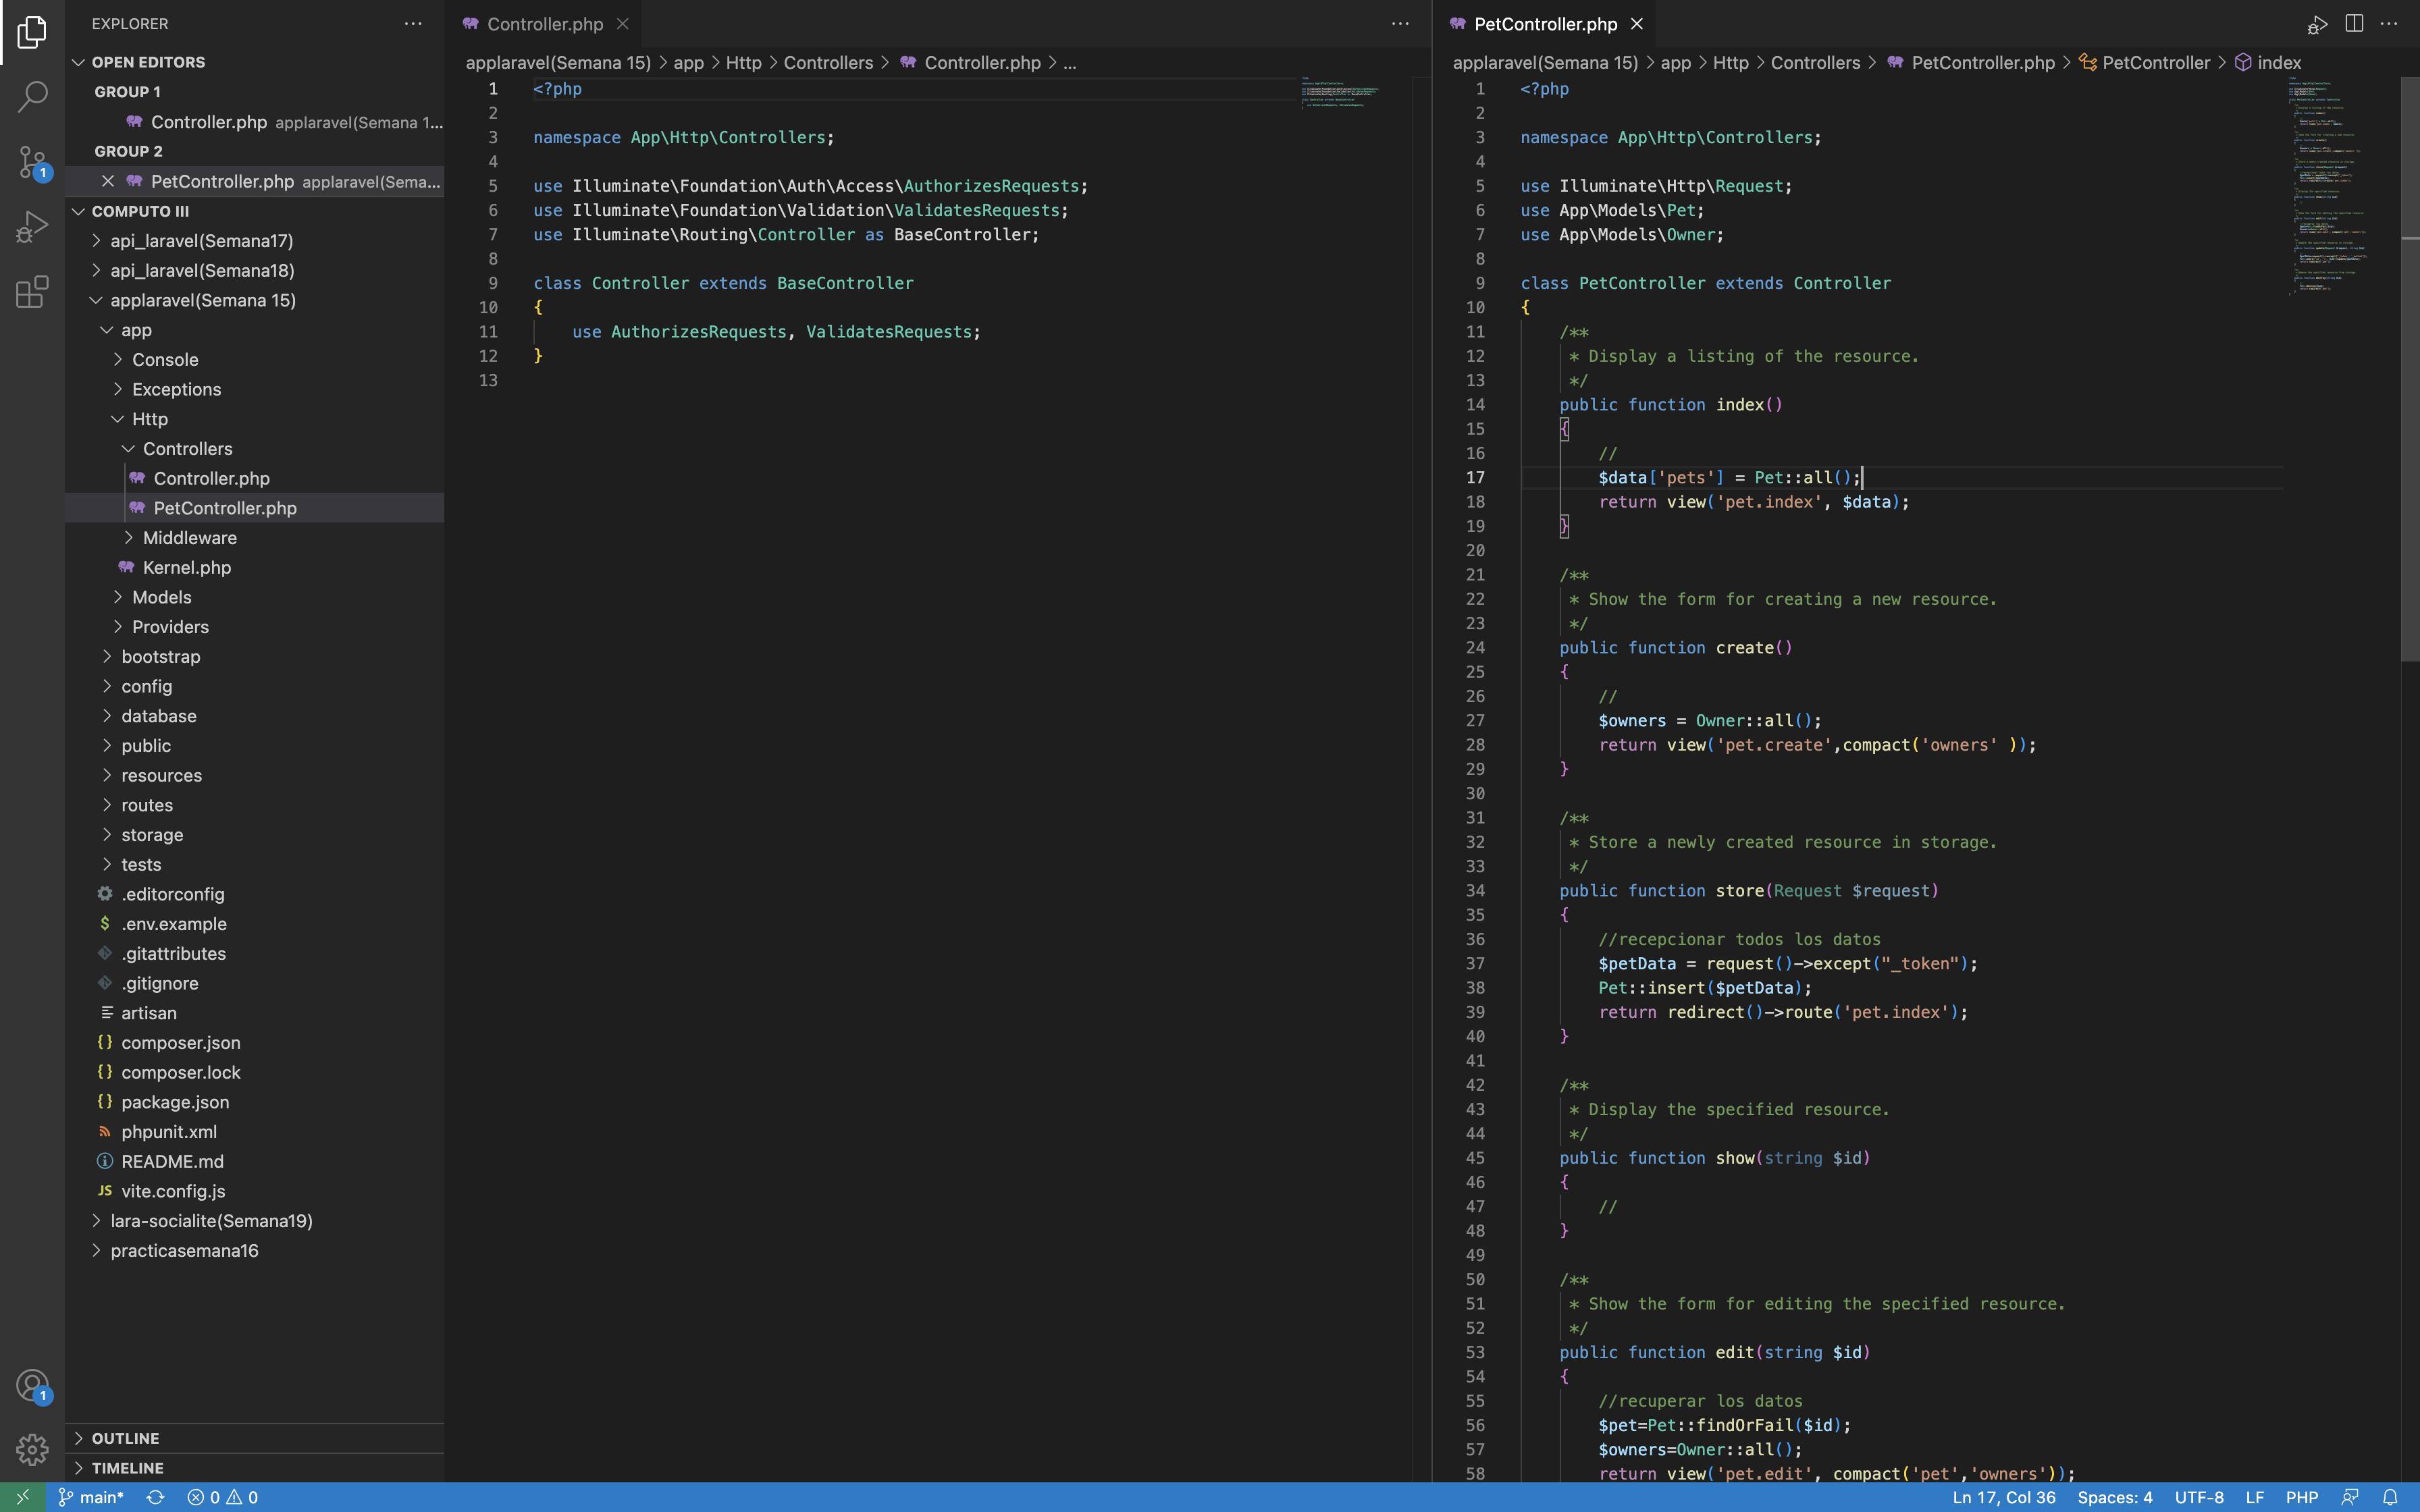 EXPLORER
OPEN EDITORS
GROUP 1
Controller.php applaravel(Semana 1...
GROUP 2
PetController.php applaravel(Sema...
COMPUTO III
api_laravel(Semana17)
api_laravel(Semana18)
applaravel(Semana 15)
app
Console
Exceptions
Http
Controllers
Controller.php
PetController.php
Middleware
Kernel.php
Models
Providers
bootstrap
config
database
public
resources
routes
storage
tests
.editorconfig
$ .env.example
.gitattributes
.gitignore
artisan
{} composer.json
{} composer.lock
{} package.json
phpunit.xml
README.md
JS vite.config.js
lara-socialite(Semana19)
practicasemana16
OUTLINE
TIMELINE
1
1
Controller.php
applaravel(Semana 15) > app > Http > Controllers > Controller.php > ...
1 <?php
2
3 namespace App\Http\Controllers;
4
5 use Illuminate\Foundation\Auth\Access\AuthorizesRequests;
6 use Illuminate\Foundation\Validation\ValidatesRequests;
7 use Illuminate\Routing\Controller as BaseController;
8
9 class Controller extends BaseController
10 {
11 use AuthorizesRequests, ValidatesRequests;
12 }
13
PetController.php
applaravel(Semana 15) > app > Http > Controllers > PetController.php > PetController > index
1 <?php
2
3 namespace App\Http\Controllers;
4
5 use Illuminate\Http\Request;
6 use App\Models\Pet;
7 use App\Models\Owner;
8
9 class PetController extends Controller
10 {
11 /**
12 * Display a listing of the resource.
13 */
14 public function index()
15 {
16 //
17 $data['pets'] = Pet::all();
18 return view('pet.index', $data);
19 }
20
21 /**
22 * Show the form for creating a new resource.
23 */
24 public function create()
25 {
26 //
27 $owners = Owner::all();
28 return view('pet.create',compact('owners' ));
29 }
30
31 /**
32 * Store a newly created resource in storage.
33 */
34 public function store(Request $request)
35 {
36 //recepcionar todos los datos
37 $petData = request()->except("_token");
38 Pet::insert($petData);
39 return redirect()->route('pet.index');
40 }
41
42 /**
43 * Display the specified resource.
44 */
45 public function show(string $id)
46 {
47 //
48 }
49
50 /**
51 * Show the form for editing the specified resource.
52 */
53 public function edit(string $id)
54 {
55 //recuperar los datos
56 $pet=Pet::findOrFail($id);
57 $owners=Owner::all();
58 return view('pet.edit', compact('pet','owners'));
main* 0 0
Ln 17, Col 36 Spaces: 4 UTF-8 LF PHP